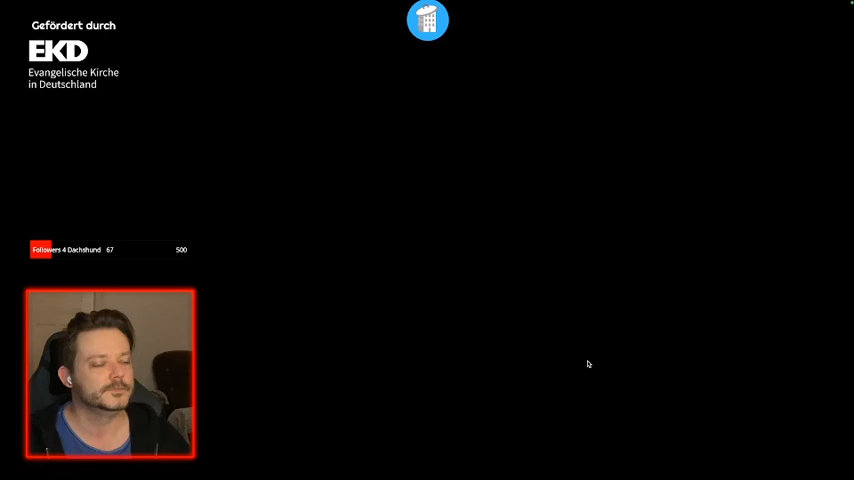 Gefördert durch
EKD
Evangelische Kirche
in Deutschland
Followers 4 Dachshund 67 500